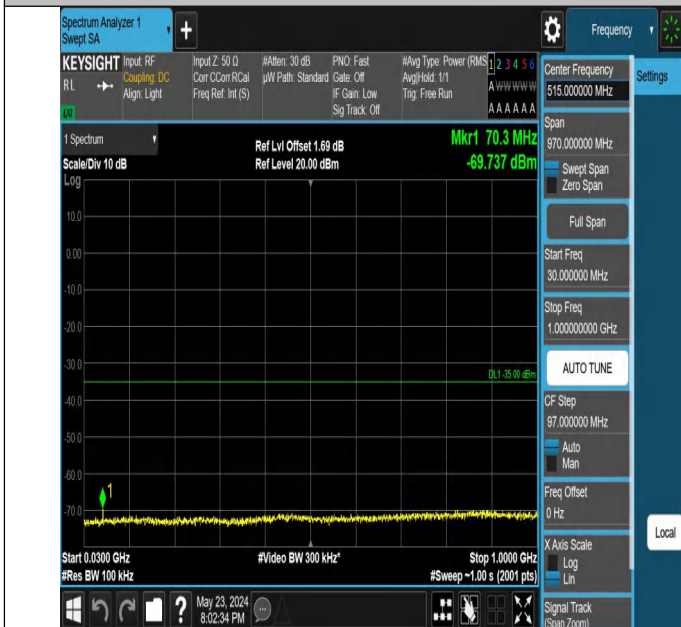 Spectrum Analyzer 1
Swept SA
+
Frequency
KEYSIGHT
RL
LXI
Input: RF
Coupling: DC
Align: Light
Input Z: 50 Ω
Corr CCorr RCal
Freq Ref: Int (S)
#Atten: 30 dB
µW Path: Standard
PNO: Fast
Gate: Off
IF Gain: Low
Sig Track: Off
#Avg Type: Power (RMS
Avg|Hold: 1/1
Trig: Free Run
1 2 3 4 5 6
A W W W W W
A A A A A A
1 Spectrum
Scale/Div 10 dB
Log
Ref Lvl Offset 1.69 dB
Ref Level 20.00 dBm
Mkr1 70.3 MHz
-69.737 dBm
10.0
0.00
-10.0
-20.0
-30.0
DL1 -35.00 dBm
-40.0
-50.0
-60.0
1
-70.0
Start 0.0300 GHz
#Res BW 100 kHz
#Video BW 300 kHz*
Stop 1.0000 GHz
#Sweep ~1.00 s (2001 pts)
?
May 23, 2024
8:02:34 PM
Center Frequency
515.000000 MHz
Settings
Span
970.000000 MHz
Swept Span
Zero Span
Full Span
Start Freq
30.000000 MHz
Stop Freq
1.000000000 GHz
AUTO TUNE
CF Step
97.000000 MHz
Auto
Man
Freq Offset
0 Hz
Local
X Axis Scale
Log
Lin
Signal Track
(Span Zoom)